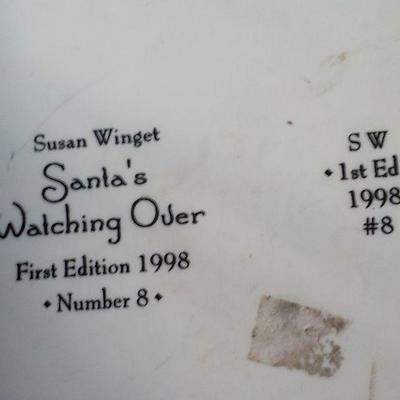 Susan Winget
Santa's
Watching Over
First Edition 1998
• Number 8 •
S W
• 1st Ed
1998
#8